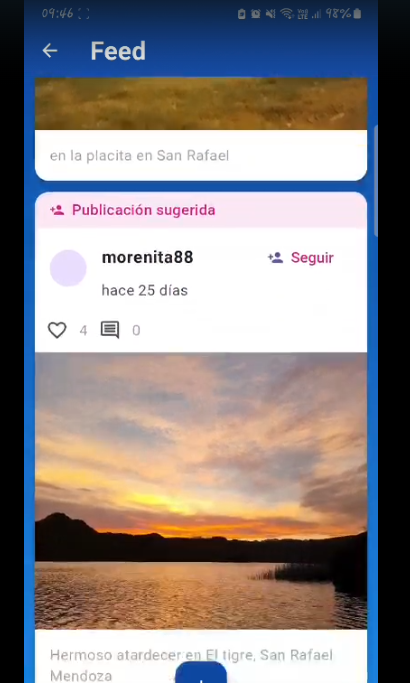 09:46
98%
Feed
en la placita en San Rafael
Publicación sugerida
morenita88
Seguir
hace 25 días
4
0
Hermoso atardecer en El tigre, San Rafael
Mendoza